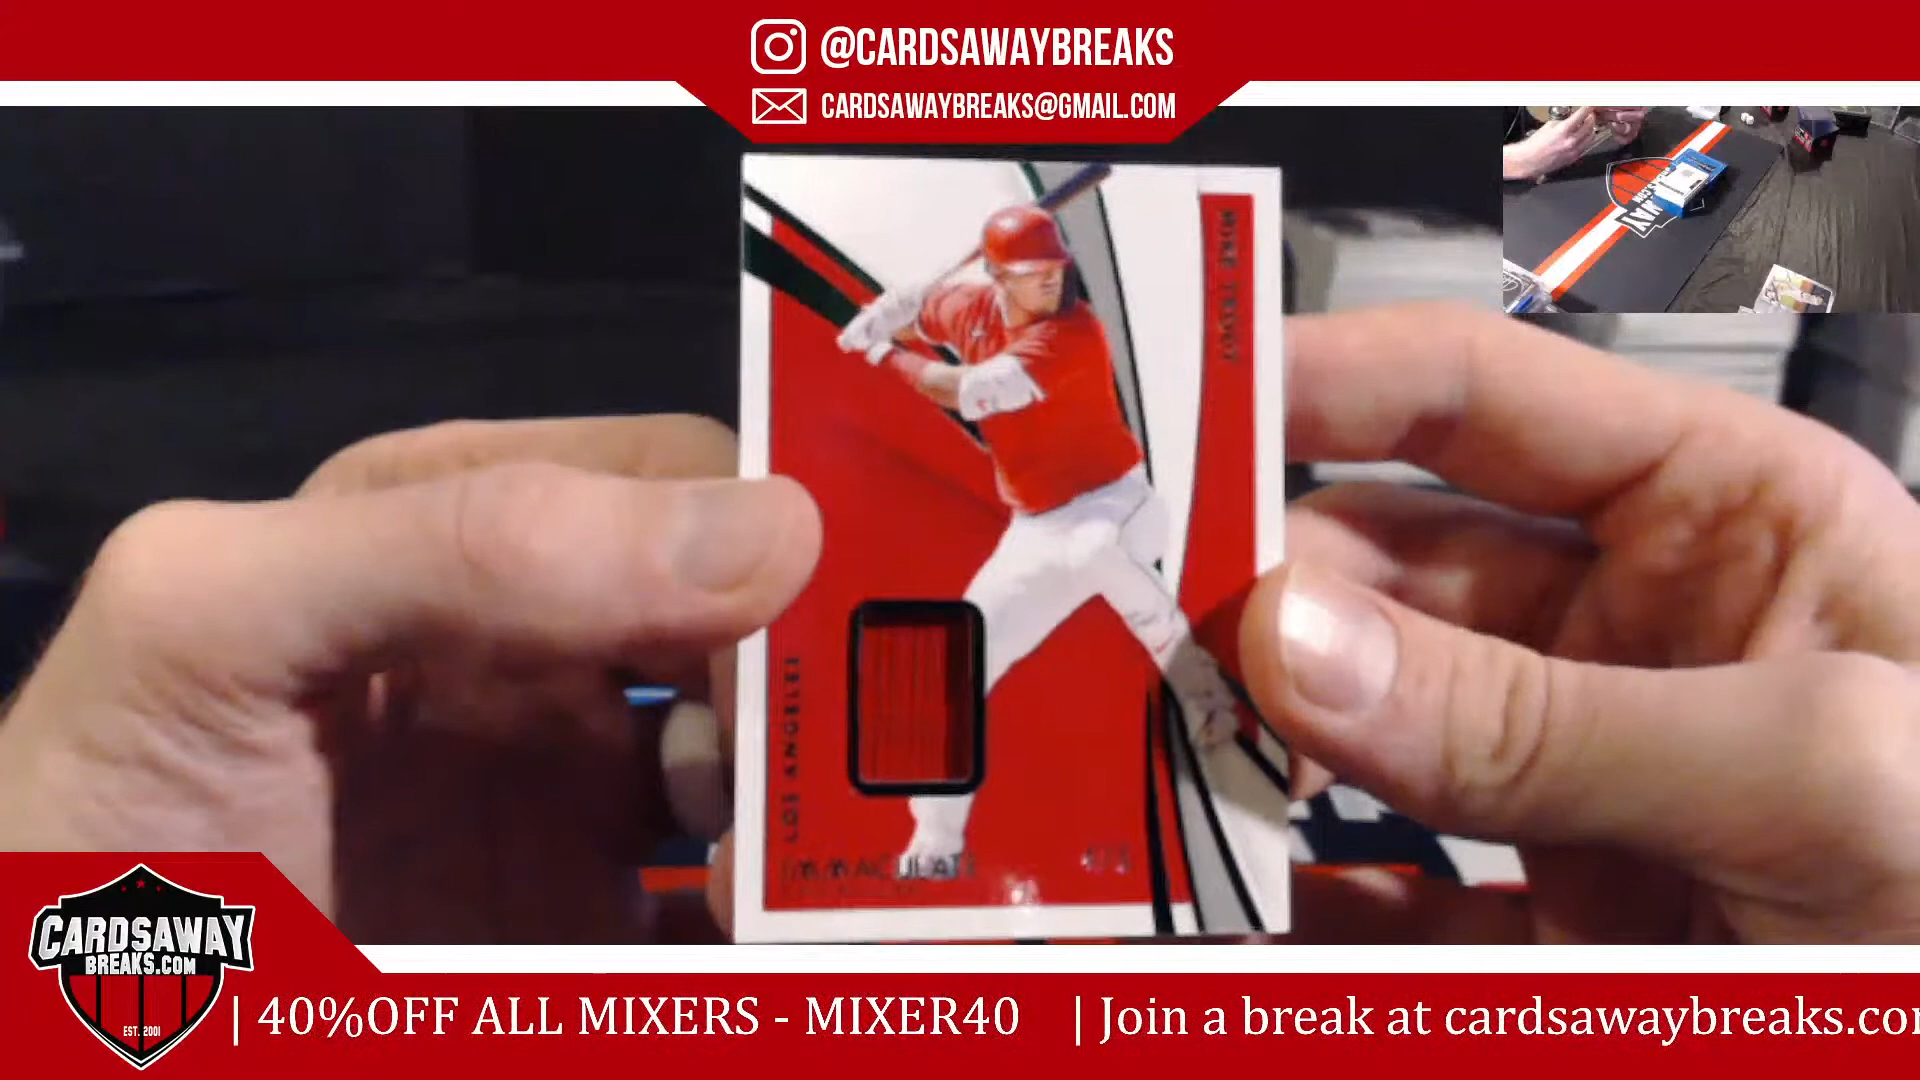 @CARDSAWAYBREAKS
CARDSAWAYBREAKS@GMAIL.COM
MIKE TROUT
LOS ANGELES
IMMACULATE
CARDSAWAY
BREAKS.COM
EST. 2001
| 40%OFF ALL MIXERS - MIXER40 | Join a break at cardsawaybreaks.co